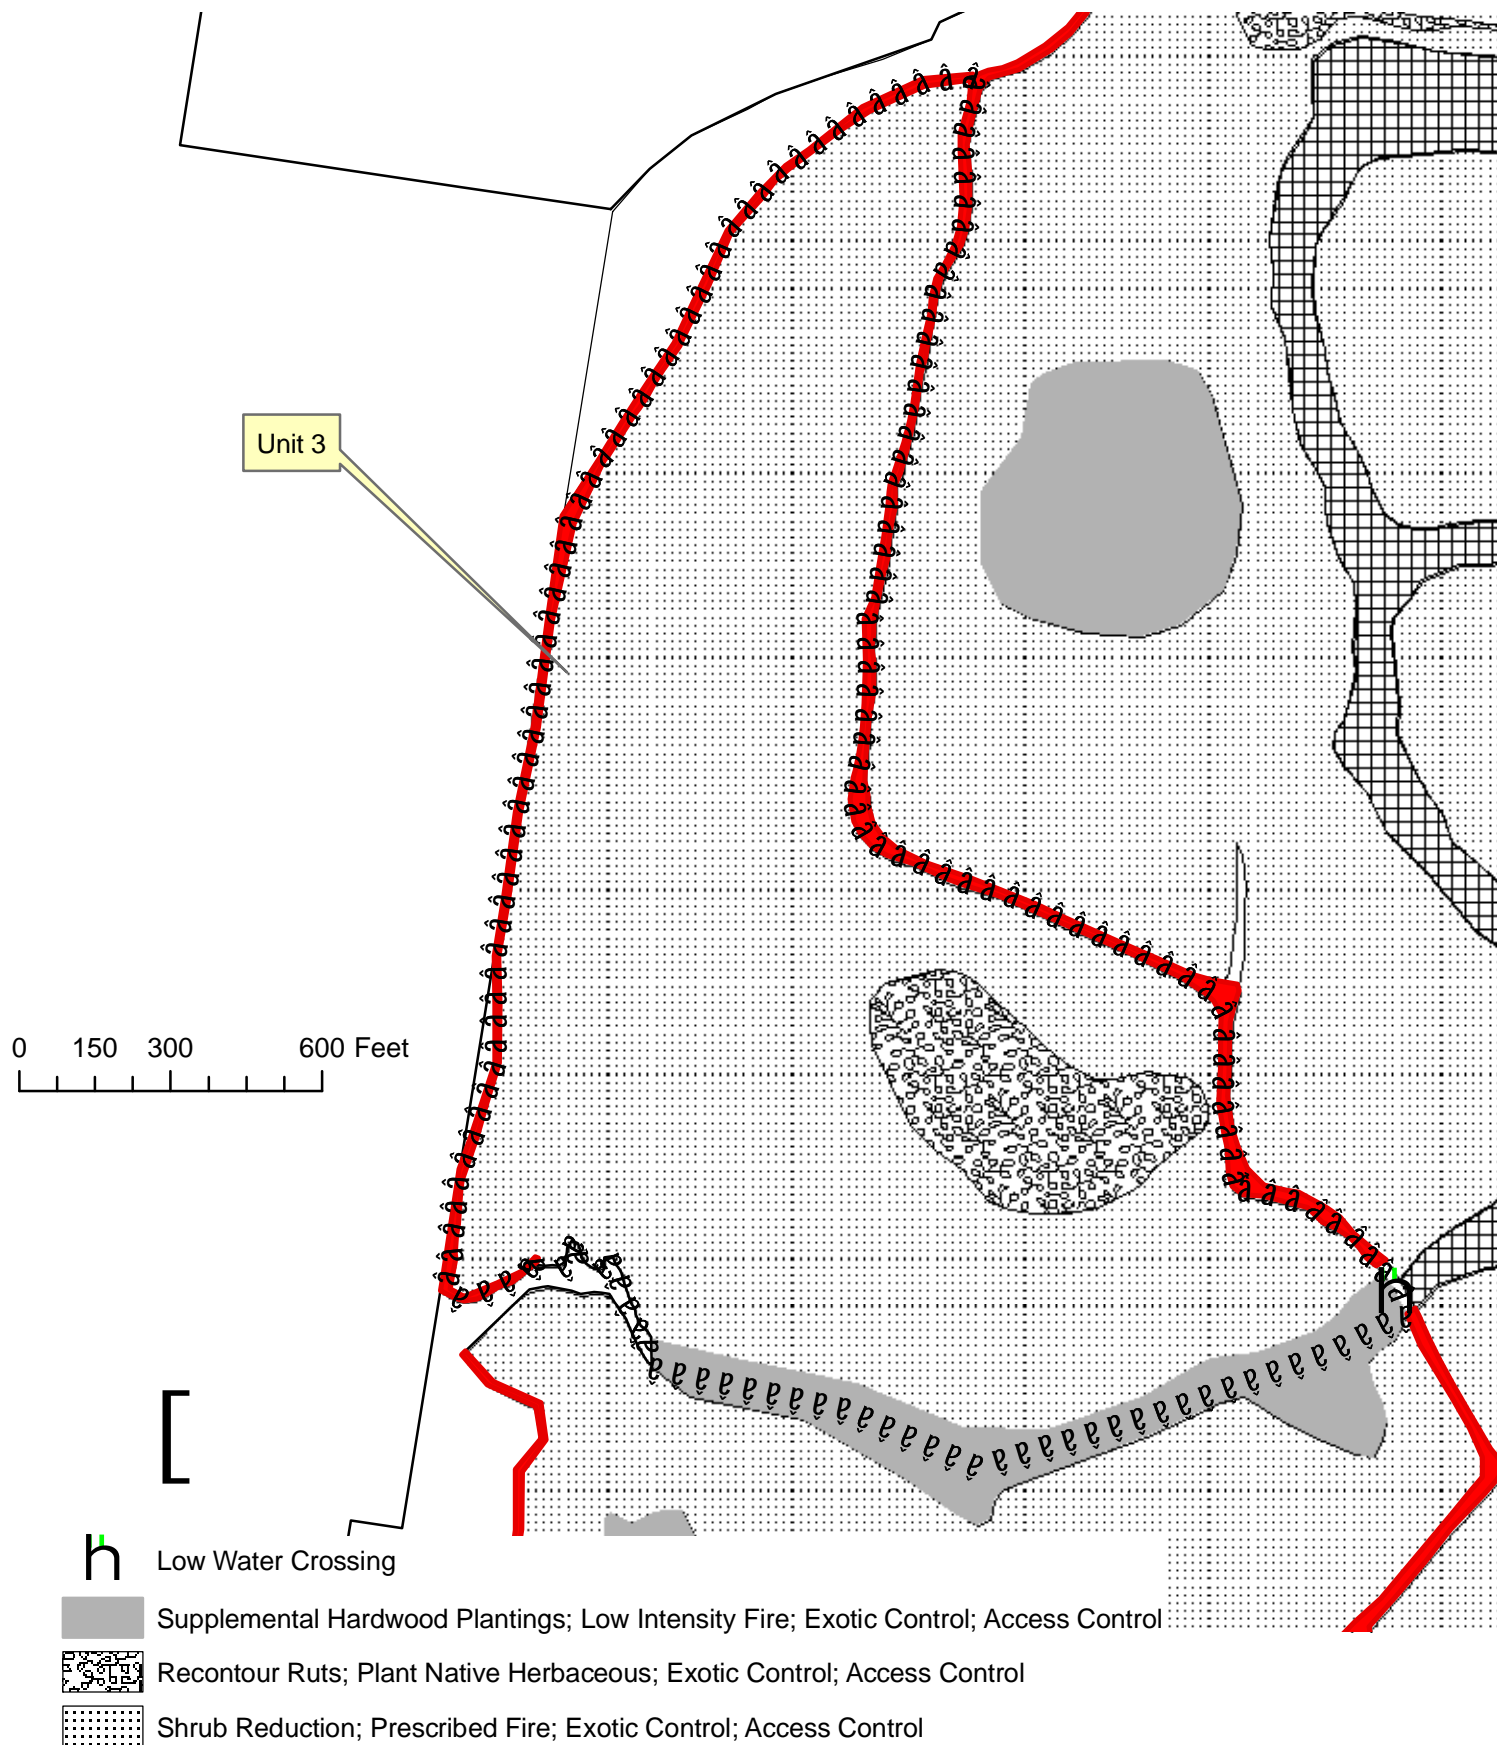 Unit 3
0 150 300 600 Feet
Low Water Crossing
Supplemental Hardwood Plantings; Low Intensity Fire; Exotic Control; Access Control
Recontour Ruts; Plant Native Herbaceous; Exotic Control; Access Control
Shrub Reduction; Prescribed Fire; Exotic Control; Access Control